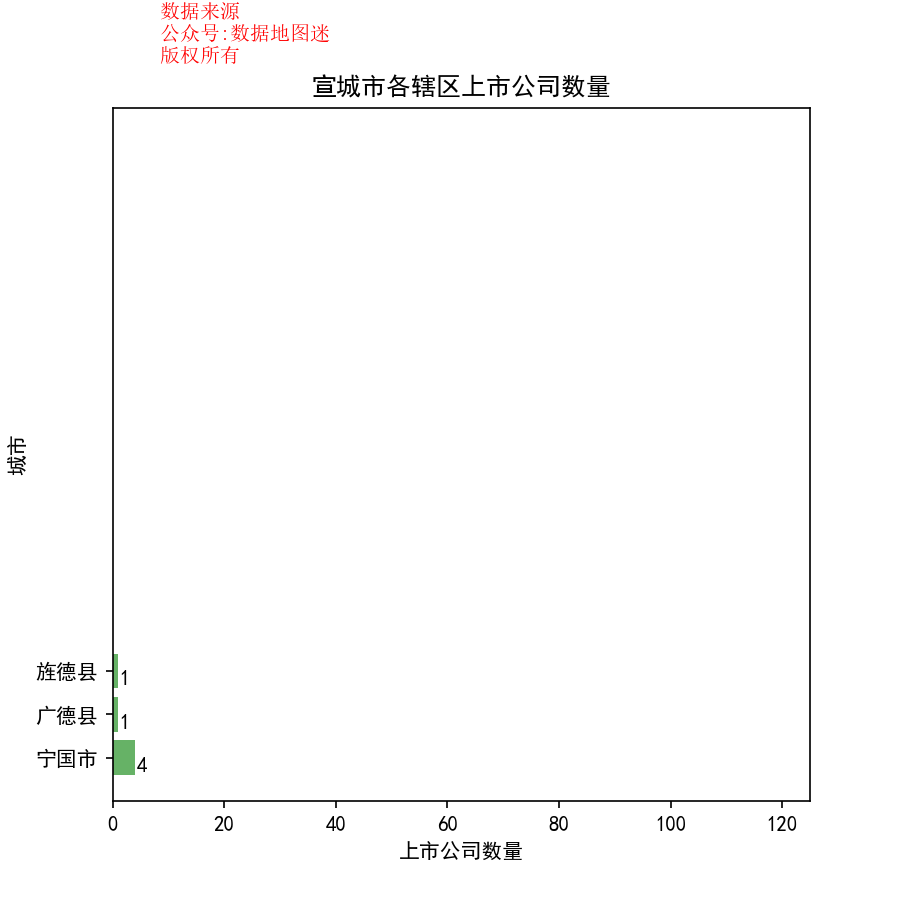 数据来源
公众号:数据地图迷
版权所有
宣城市各辖区上市公司数量
城市
旌德县
1
广德县
1
宁国市
4
0 20 40 60 80 100 120
上市公司数量